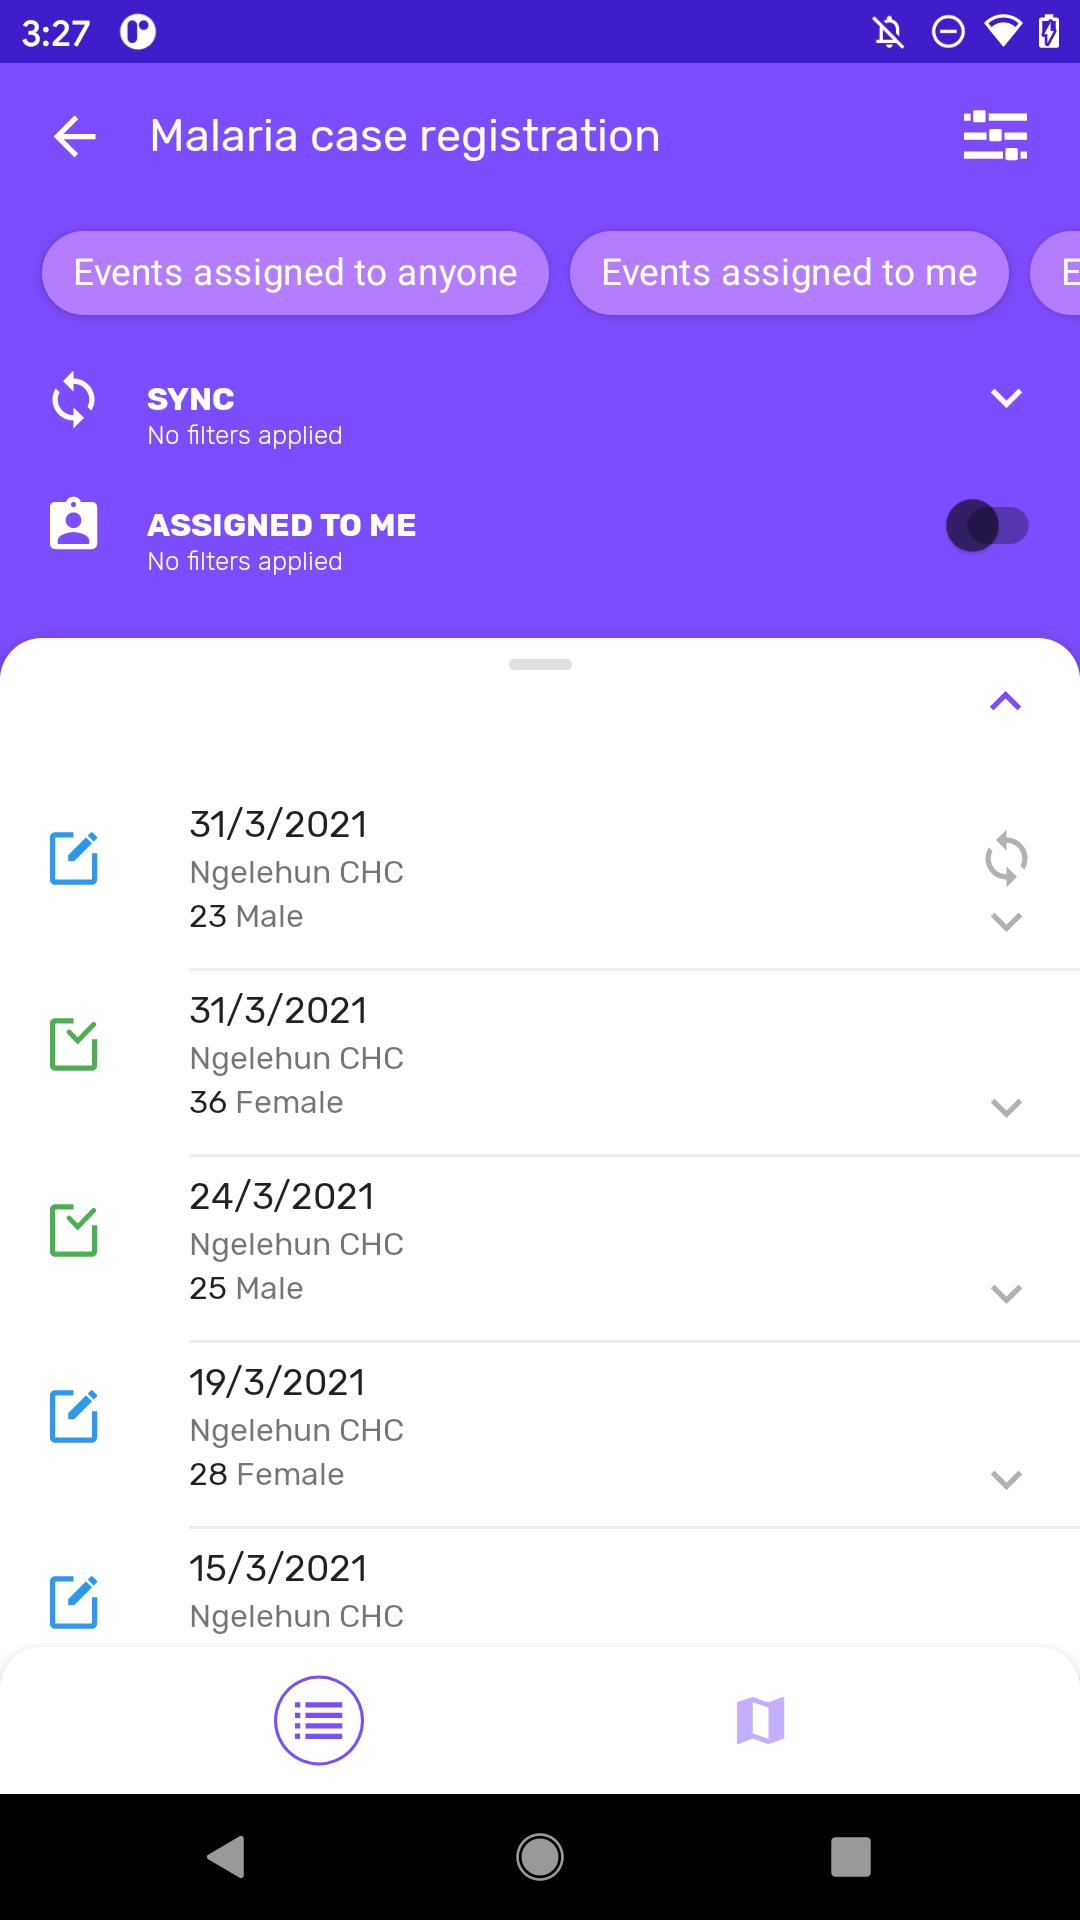 3:27
Malaria case registration
Events assigned to anyone
Events assigned to me
E
SYNC
No filters applied
ASSIGNED TO ME
No filters applied
31/3/2021
Ngelehun CHC
23 Male
31/3/2021
Ngelehun CHC
36 Female
24/3/2021
Ngelehun CHC
25 Male
19/3/2021
Ngelehun CHC
28 Female
15/3/2021
Ngelehun CHC